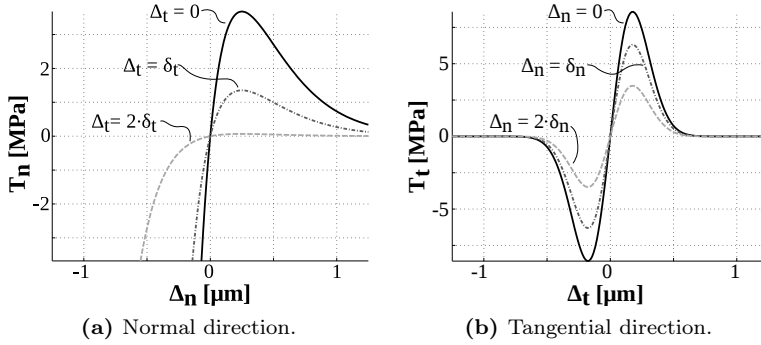 Δt = 0
Δt = δt
Δt = 2·δt
2
0
-2
Tn [MPa]
-1
0
1
Δn [μm]
(a) Normal direction.
Δn = 0
Δn = δn
Δn = 2·δn
5
0
-5
Tt [MPa]
-1
0
1
Δt [μm]
(b) Tangential direction.